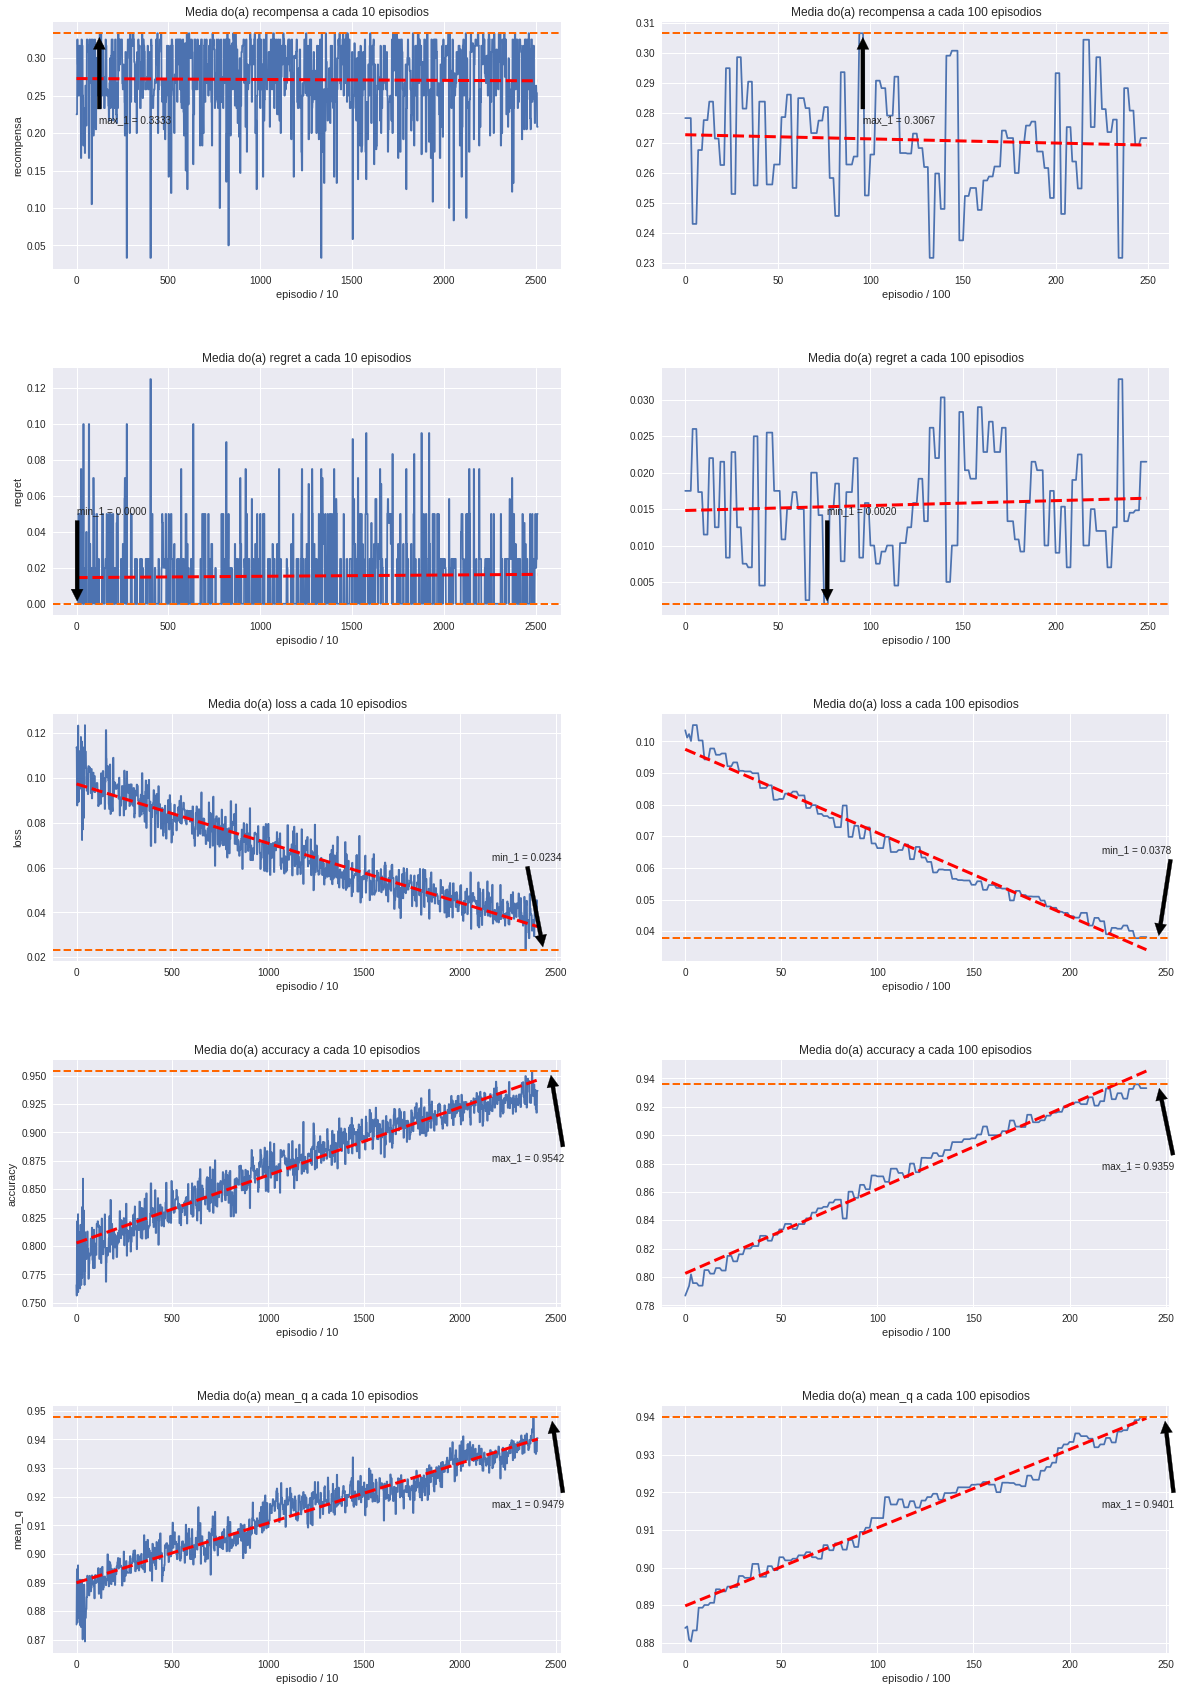 Media do(a) recompensa a cada 10 episodios
recompensa
0.30
0.25
0.20
0.15
0.10
0.05
max_1 = 0.3333
0 500 1000 1500 2000 2500
episodio / 10
Media do(a) recompensa a cada 100 episodios
0.31
0.30
0.29
0.28
0.27
0.26
0.25
0.24
0.23
max_1 = 0.3067
0 50 100 150 200 250
episodio / 100
Media do(a) regret a cada 10 episodios
regret
0.12
0.10
0.08
0.06
0.04
0.02
0.00
min_1 = 0.0000
0 500 1000 1500 2000 2500
episodio / 10
Media do(a) regret a cada 100 episodios
0.030
0.025
0.020
0.015
0.010
0.005
min_1 = 0.0020
0 50 100 150 200 250
episodio / 100
Media do(a) loss a cada 10 episodios
loss
0.12
0.10
0.08
0.06
0.04
0.02
min_1 = 0.0234
0 500 1000 1500 2000 2500
episodio / 10
Media do(a) loss a cada 100 episodios
0.10
0.09
0.08
0.07
0.06
0.05
0.04
min_1 = 0.0378
0 50 100 150 200 250
episodio / 100
Media do(a) accuracy a cada 10 episodios
accuracy
0.950
0.925
0.900
0.875
0.850
0.825
0.800
0.775
0.750
max_1 = 0.9542
0 500 1000 1500 2000 2500
episodio / 10
Media do(a) accuracy a cada 100 episodios
0.94
0.92
0.90
0.88
0.86
0.84
0.82
0.80
0.78
max_1 = 0.9359
0 50 100 150 200 250
episodio / 100
Media do(a) mean_q a cada 10 episodios
mean_q
0.95
0.94
0.93
0.92
0.91
0.90
0.89
0.88
0.87
max_1 = 0.9479
0 500 1000 1500 2000 2500
episodio / 10
Media do(a) mean_q a cada 100 episodios
0.94
0.93
0.92
0.91
0.90
0.89
0.88
max_1 = 0.9401
0 50 100 150 200 250
episodio / 100